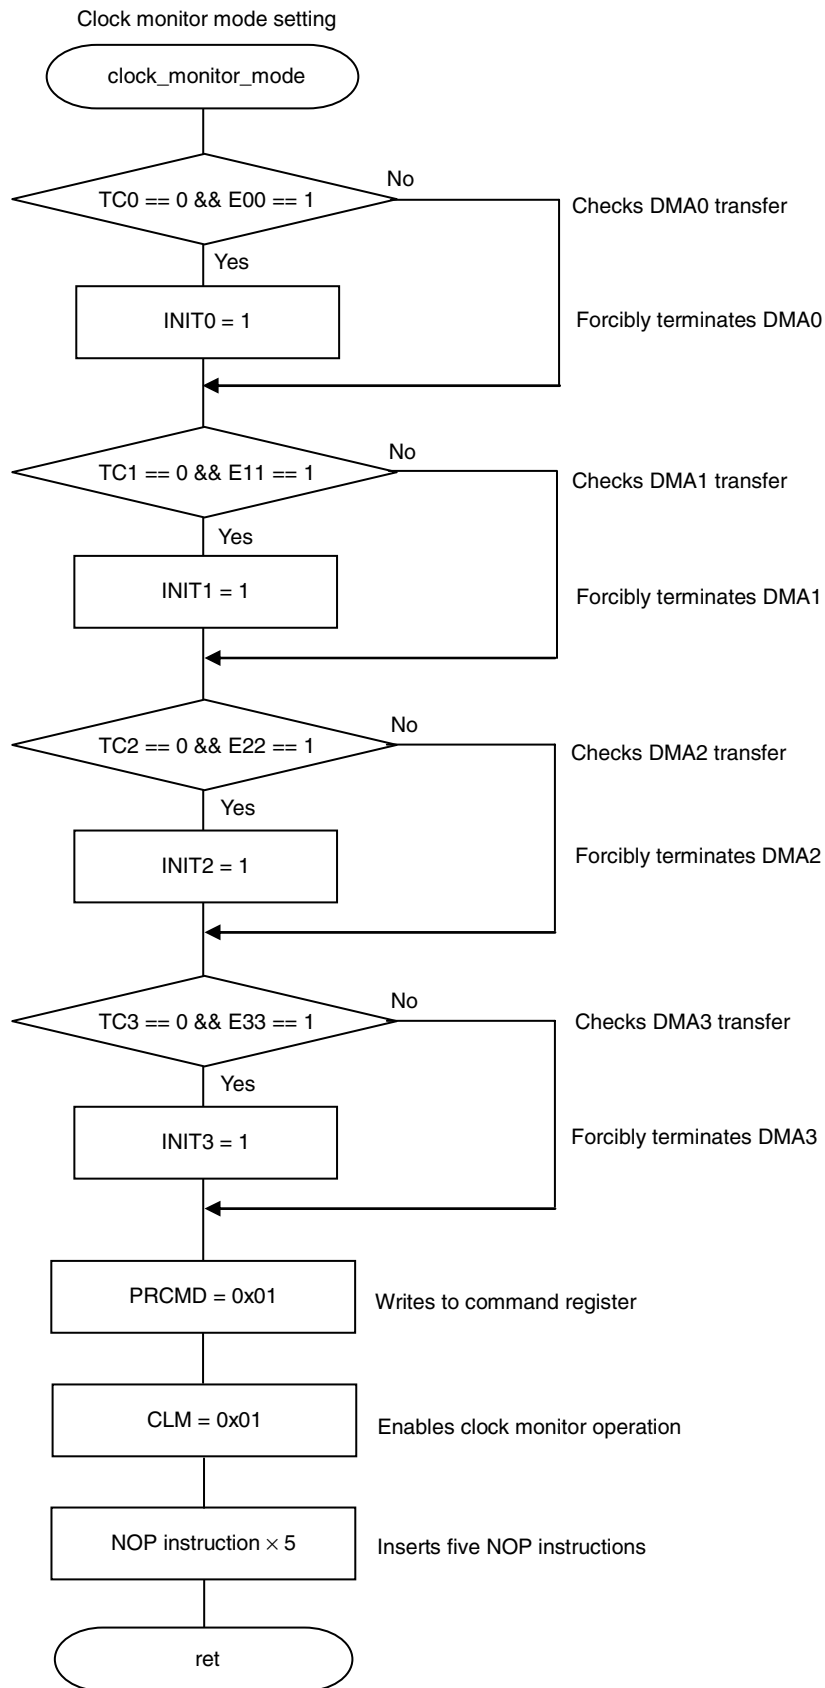 Clock monitor mode setting
clock_monitor_mode
No
TC0 == 0 && E00 == 1
Checks DMA0 transfer
Yes
INIT0 = 1
Forcibly terminates DMA0
No
TC1 == 0 && E11 == 1
Checks DMA1 transfer
Yes
INIT1 = 1
Forcibly terminates DMA1
No
TC2 == 0 && E22 == 1
Checks DMA2 transfer
Yes
INIT2 = 1
Forcibly terminates DMA2
No
TC3 == 0 && E33 == 1
Checks DMA3 transfer
Yes
INIT3 = 1
Forcibly terminates DMA3
PRCMD = 0x01
Writes to command register
CLM = 0x01
Enables clock monitor operation
NOP instruction × 5
Inserts five NOP instructions
ret